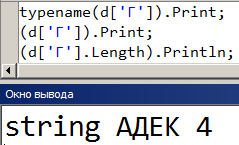 typename(d['Г']).Print;
(d['Г']).Print;
(d['Г'].Length).Println;
Окно вывода
string АДЕК 4